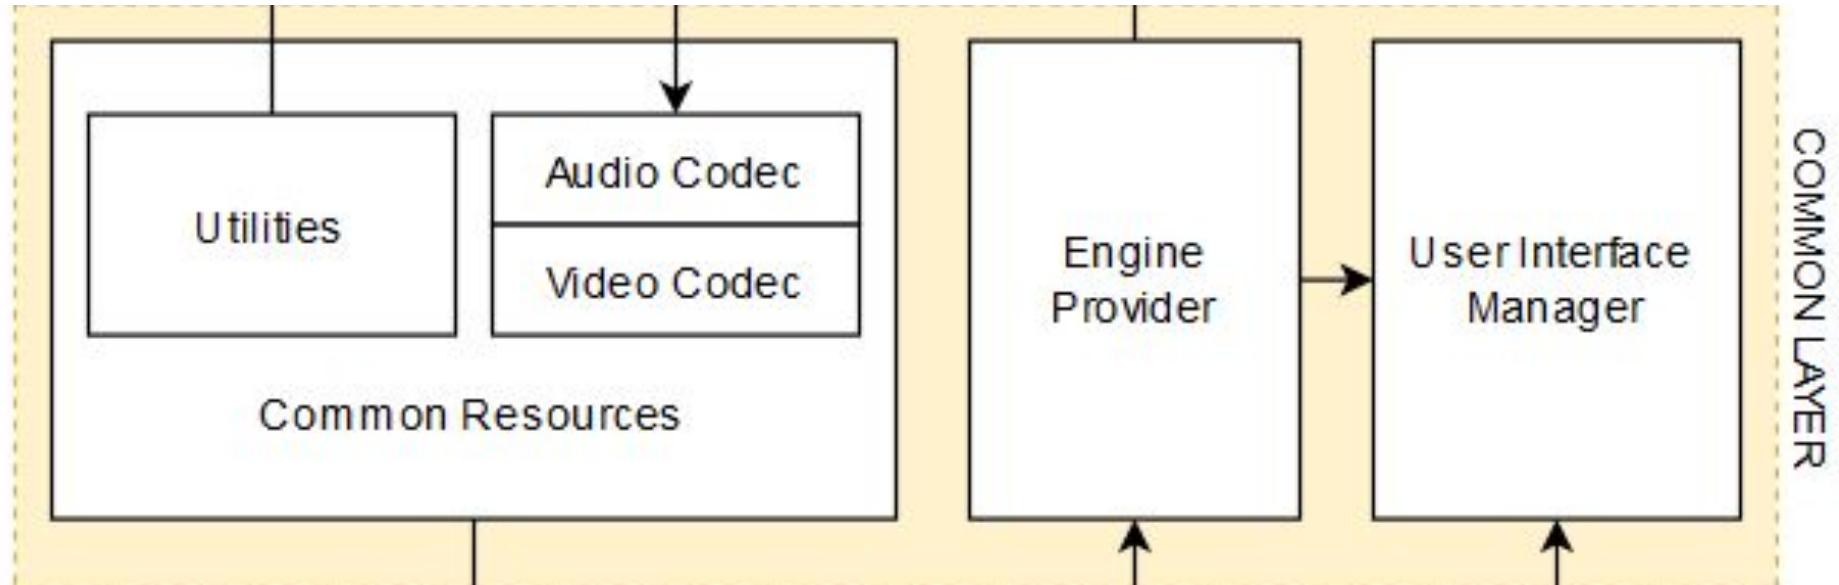 Utilities
Audio Codec
Video Codec
Common Resources
Engine
Provider
User Interface
Manager
COMMON LAYER